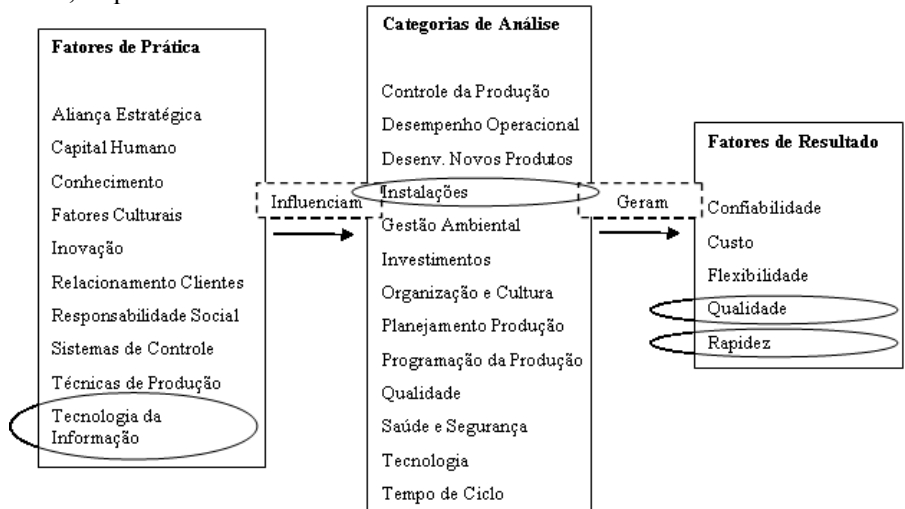 Fatores de Prática
Aliança Estratégica
Capital Humano
Conhecimento
Fatores Culturais
Inovação
Relacionamento Clientes
Responsabilidade Social
Sistemas de Controle
Técnicas de Produção
Tecnologia da
Informação
Influenciam
Categorias de Análise
Controle da Produção
Desempenho Operacional
Desenv. Novos Produtos
Instalações
Gestão Ambiental
Investimentos
Organização e Cultura
Planejamento Produção
Programação da Produção
Qualidade
Saúde e Segurança
Tecnologia
Tempo de Ciclo
Geram
Fatores de Resultado
Confiabilidade
Custo
Flexibilidade
Qualidade
Rapidez